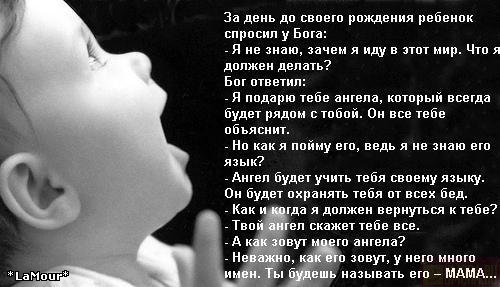 За день до своего рождения ребенок
спросил у Бога:
- Я не знаю, зачем я иду в этот мир. Что я
должен делать?
Бог ответил:
- Я подарю тебе ангела, который всегда
будет рядом с тобой. Он все тебе
объяснит.
- Но как я пойму его, ведь я не знаю его
язык?
- Ангел будет учить тебя своему языку.
Он будет охранять тебя от всех бед.
- Как и когда я должен вернуться к тебе?
- Твой ангел скажет тебе все.
- А как зовут моего ангела?
- Неважно, как его зовут, у него много
имен. Ты будешь называть его – МАМА...
*LaMour*